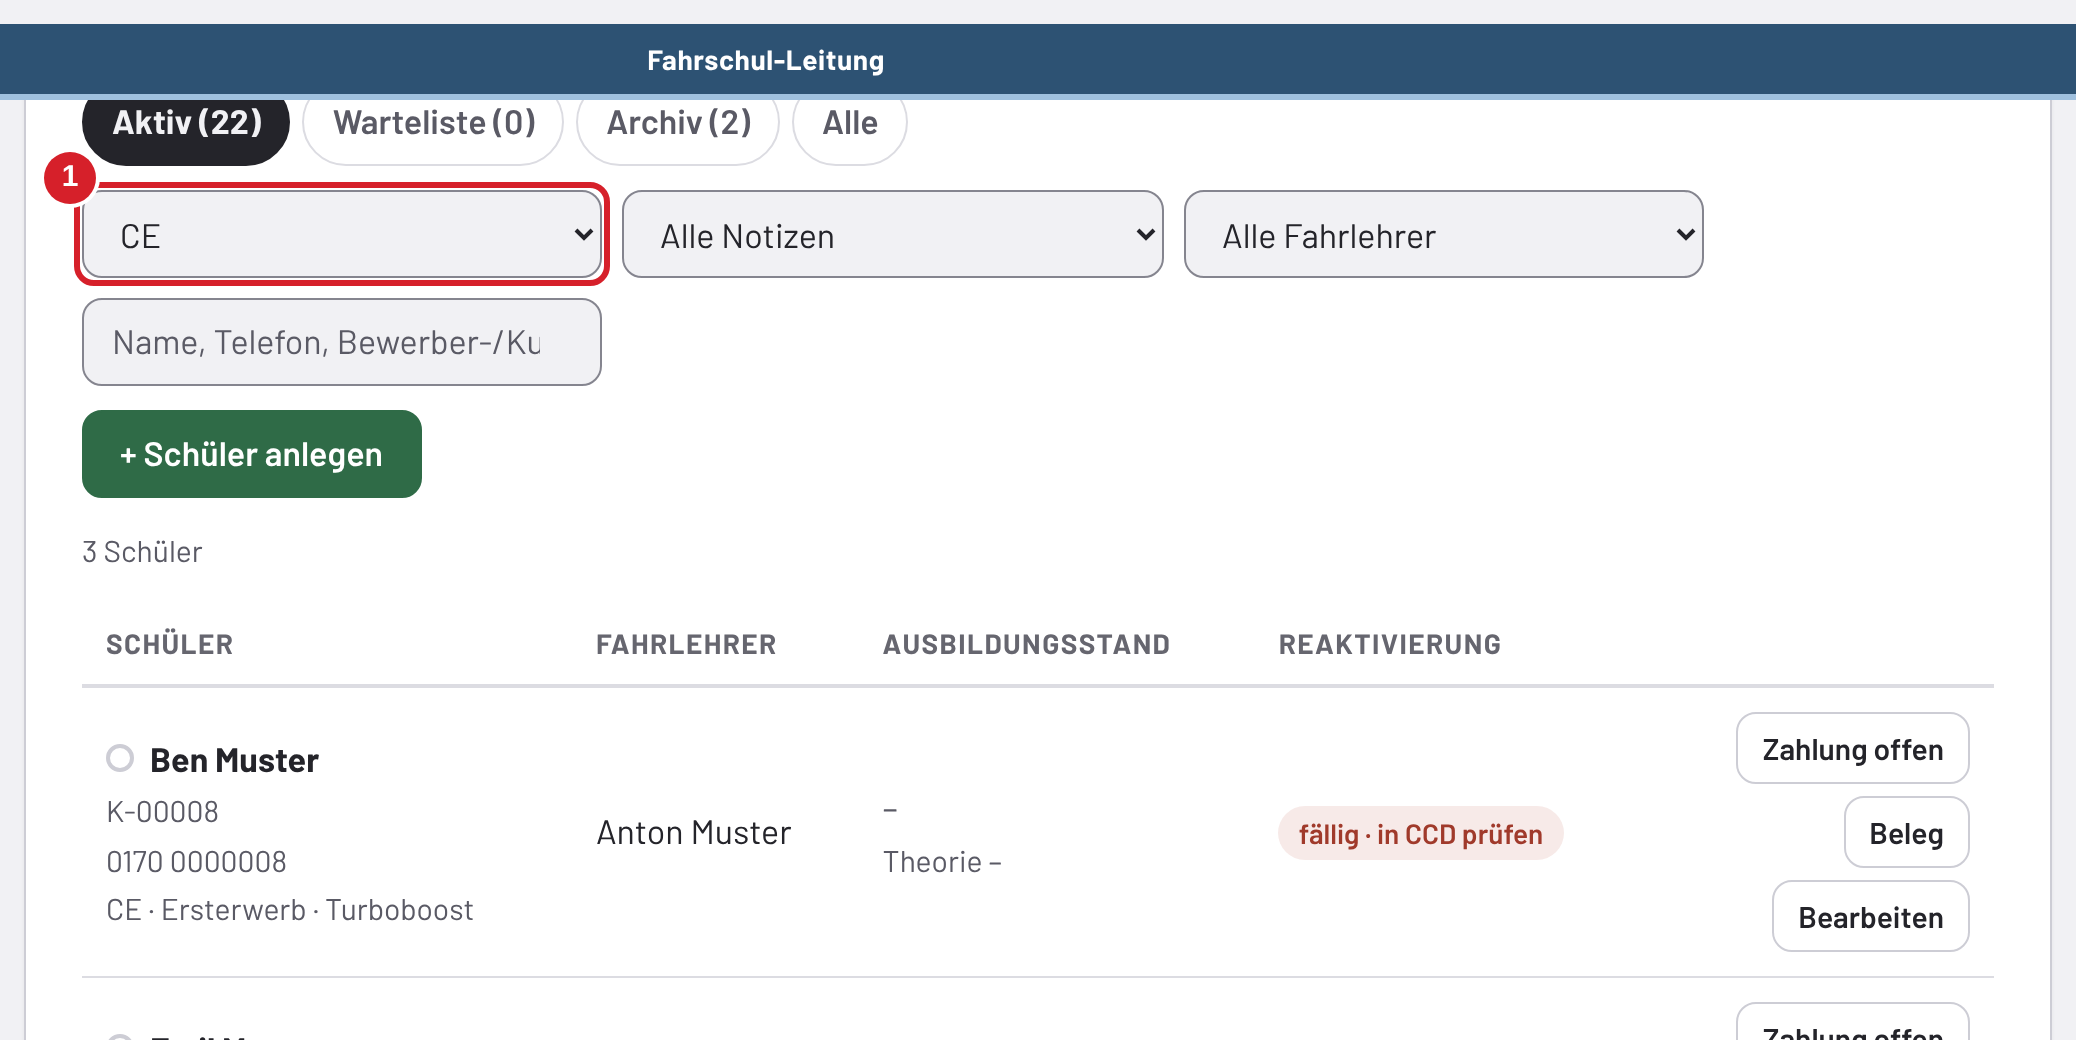 Fahrschul-Leitung
Aktiv (22) Warteliste (0) Archiv (2) Alle
1
CE Alle Notizen Alle Fahrlehrer
Name, Telefon, Bewerber-/Ku
+ Schüler anlegen
3 Schüler
SCHÜLER FAHRLEHRER AUSBILDUNGSSTAND REAKTIVIERUNG
Zahlung offen
Ben Muster
K-00008
–
Anton Muster
fällig · in CCD prüfen
Beleg
0170 0000008
Theorie –
CE · Ersterwerb · Turboboost
Bearbeiten
Zahlung offen